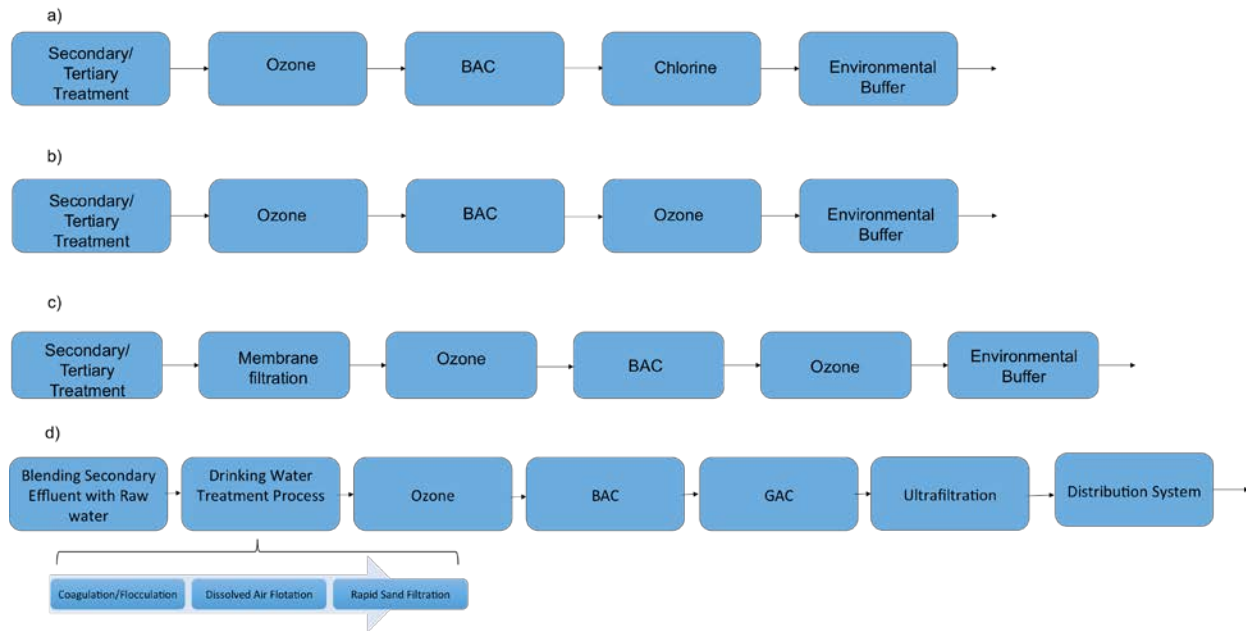 a)
Secondary/
Tertiary
Treatment
Ozone
BAC
Chlorine
Environmental
Buffer
b)
Secondary/
Tertiary
Treatment
Ozone
BAC
Ozone
Environmental
Buffer
c)
Secondary/
Tertiary
Treatment
Membrane
filtration
Ozone
BAC
Ozone
Environmental
Buffer
d)
Blending Secondary
Effluent with Raw
water
Drinking Water
Treatment Process
Ozone
BAC
GAC
Ultrafiltration
Distribution System
Coagulation/Flocculation
Dissolved Air Flotation
Rapid Sand Filtration